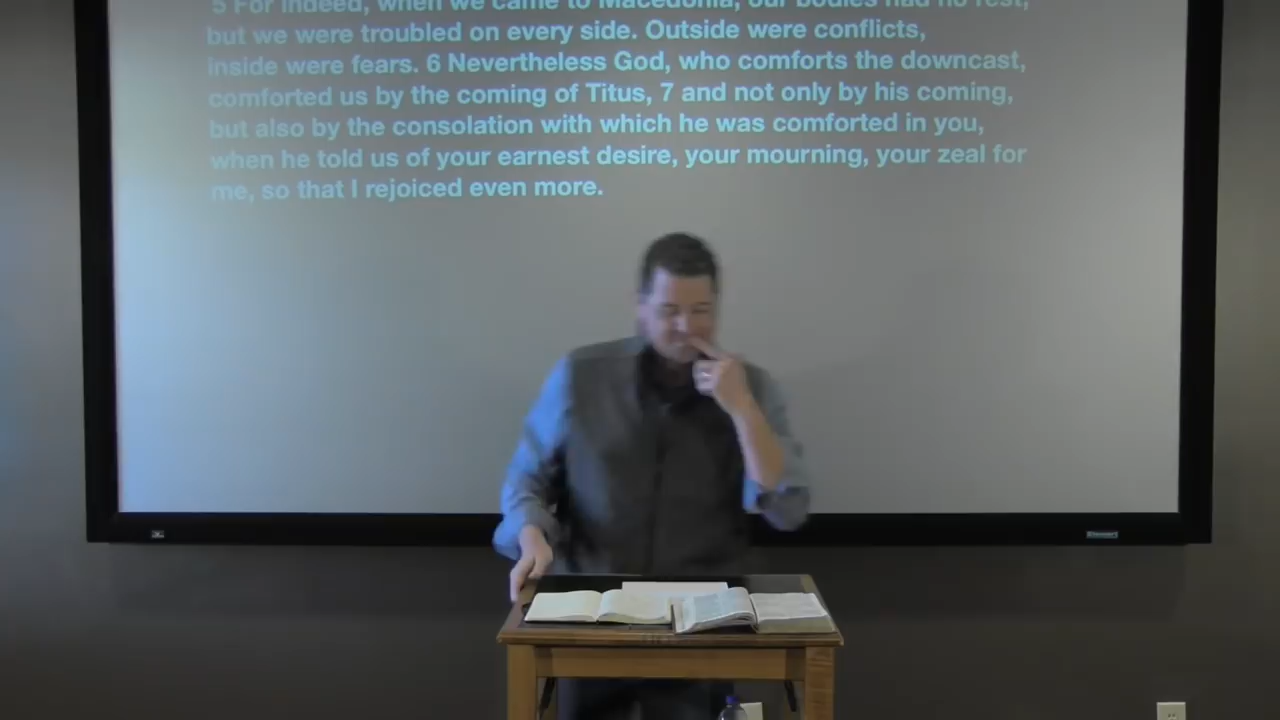 5 For indeed, when we came to Macedonia, our bodies had no rest,
but we were troubled on every side. Outside were conflicts,
inside were fears. 6 Nevertheless God, who comforts the downcast,
comforted us by the coming of Titus, 7 and not only by his coming,
but also by the consolation with which he was comforted in you,
when he told us of your earnest desire, your mourning, your zeal for
me, so that I rejoiced even more.